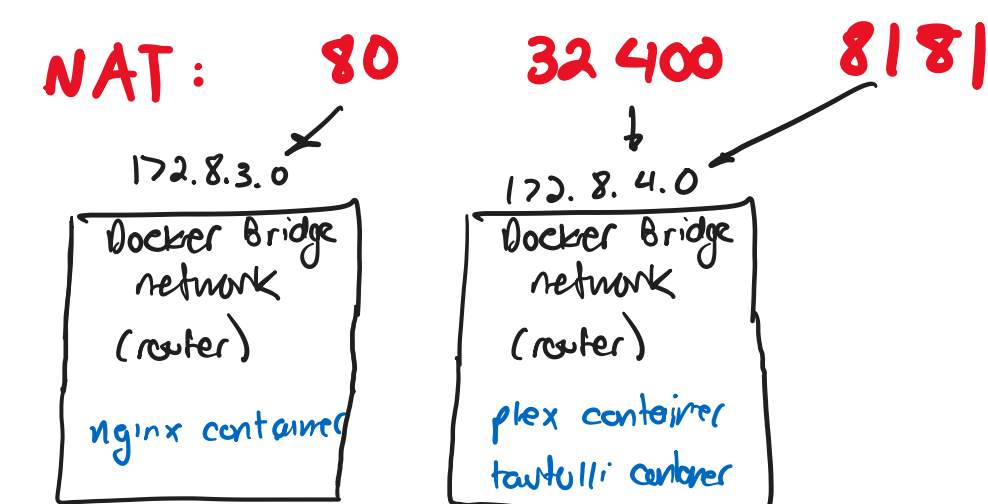 NAT: 80 32400 8181
172.8.3.0
Docker Bridge
network
(router)
nginx container
172.8.4.0
Docker Bridge
network
(router)
plex container
tautulli container